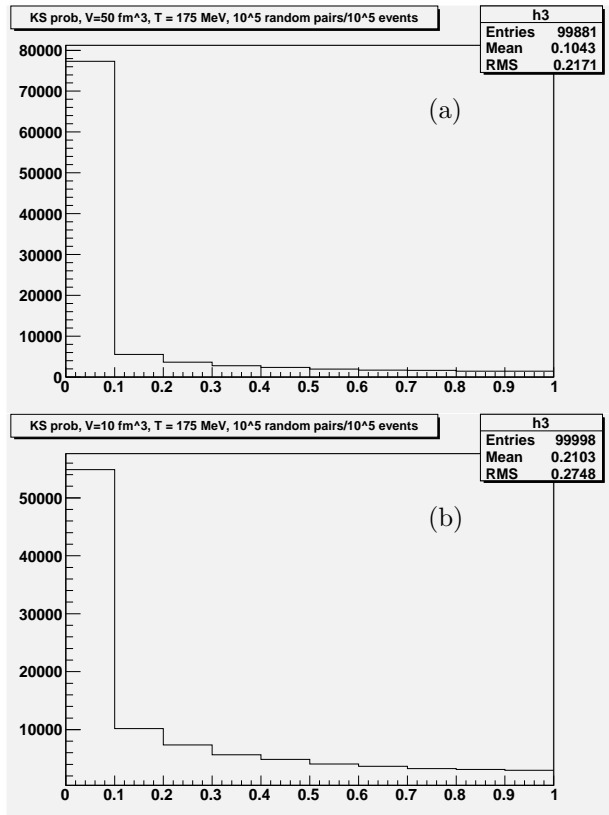 KS prob, V=50 fm^3, T = 175 MeV, 10^5 random pairs/10^5 events
h3
Entries 99881
Mean 0.1043
RMS 0.2171
(a)
80000
70000
60000
50000
40000
30000
20000
10000
0
0 0.1 0.2 0.3 0.4 0.5 0.6 0.7 0.8 0.9 1
KS prob, V=10 fm^3, T = 175 MeV, 10^5 random pairs/10^5 events
h3
Entries 99998
Mean 0.2103
RMS 0.2748
(b)
50000
40000
30000
20000
10000
0 0.1 0.2 0.3 0.4 0.5 0.6 0.7 0.8 0.9 1